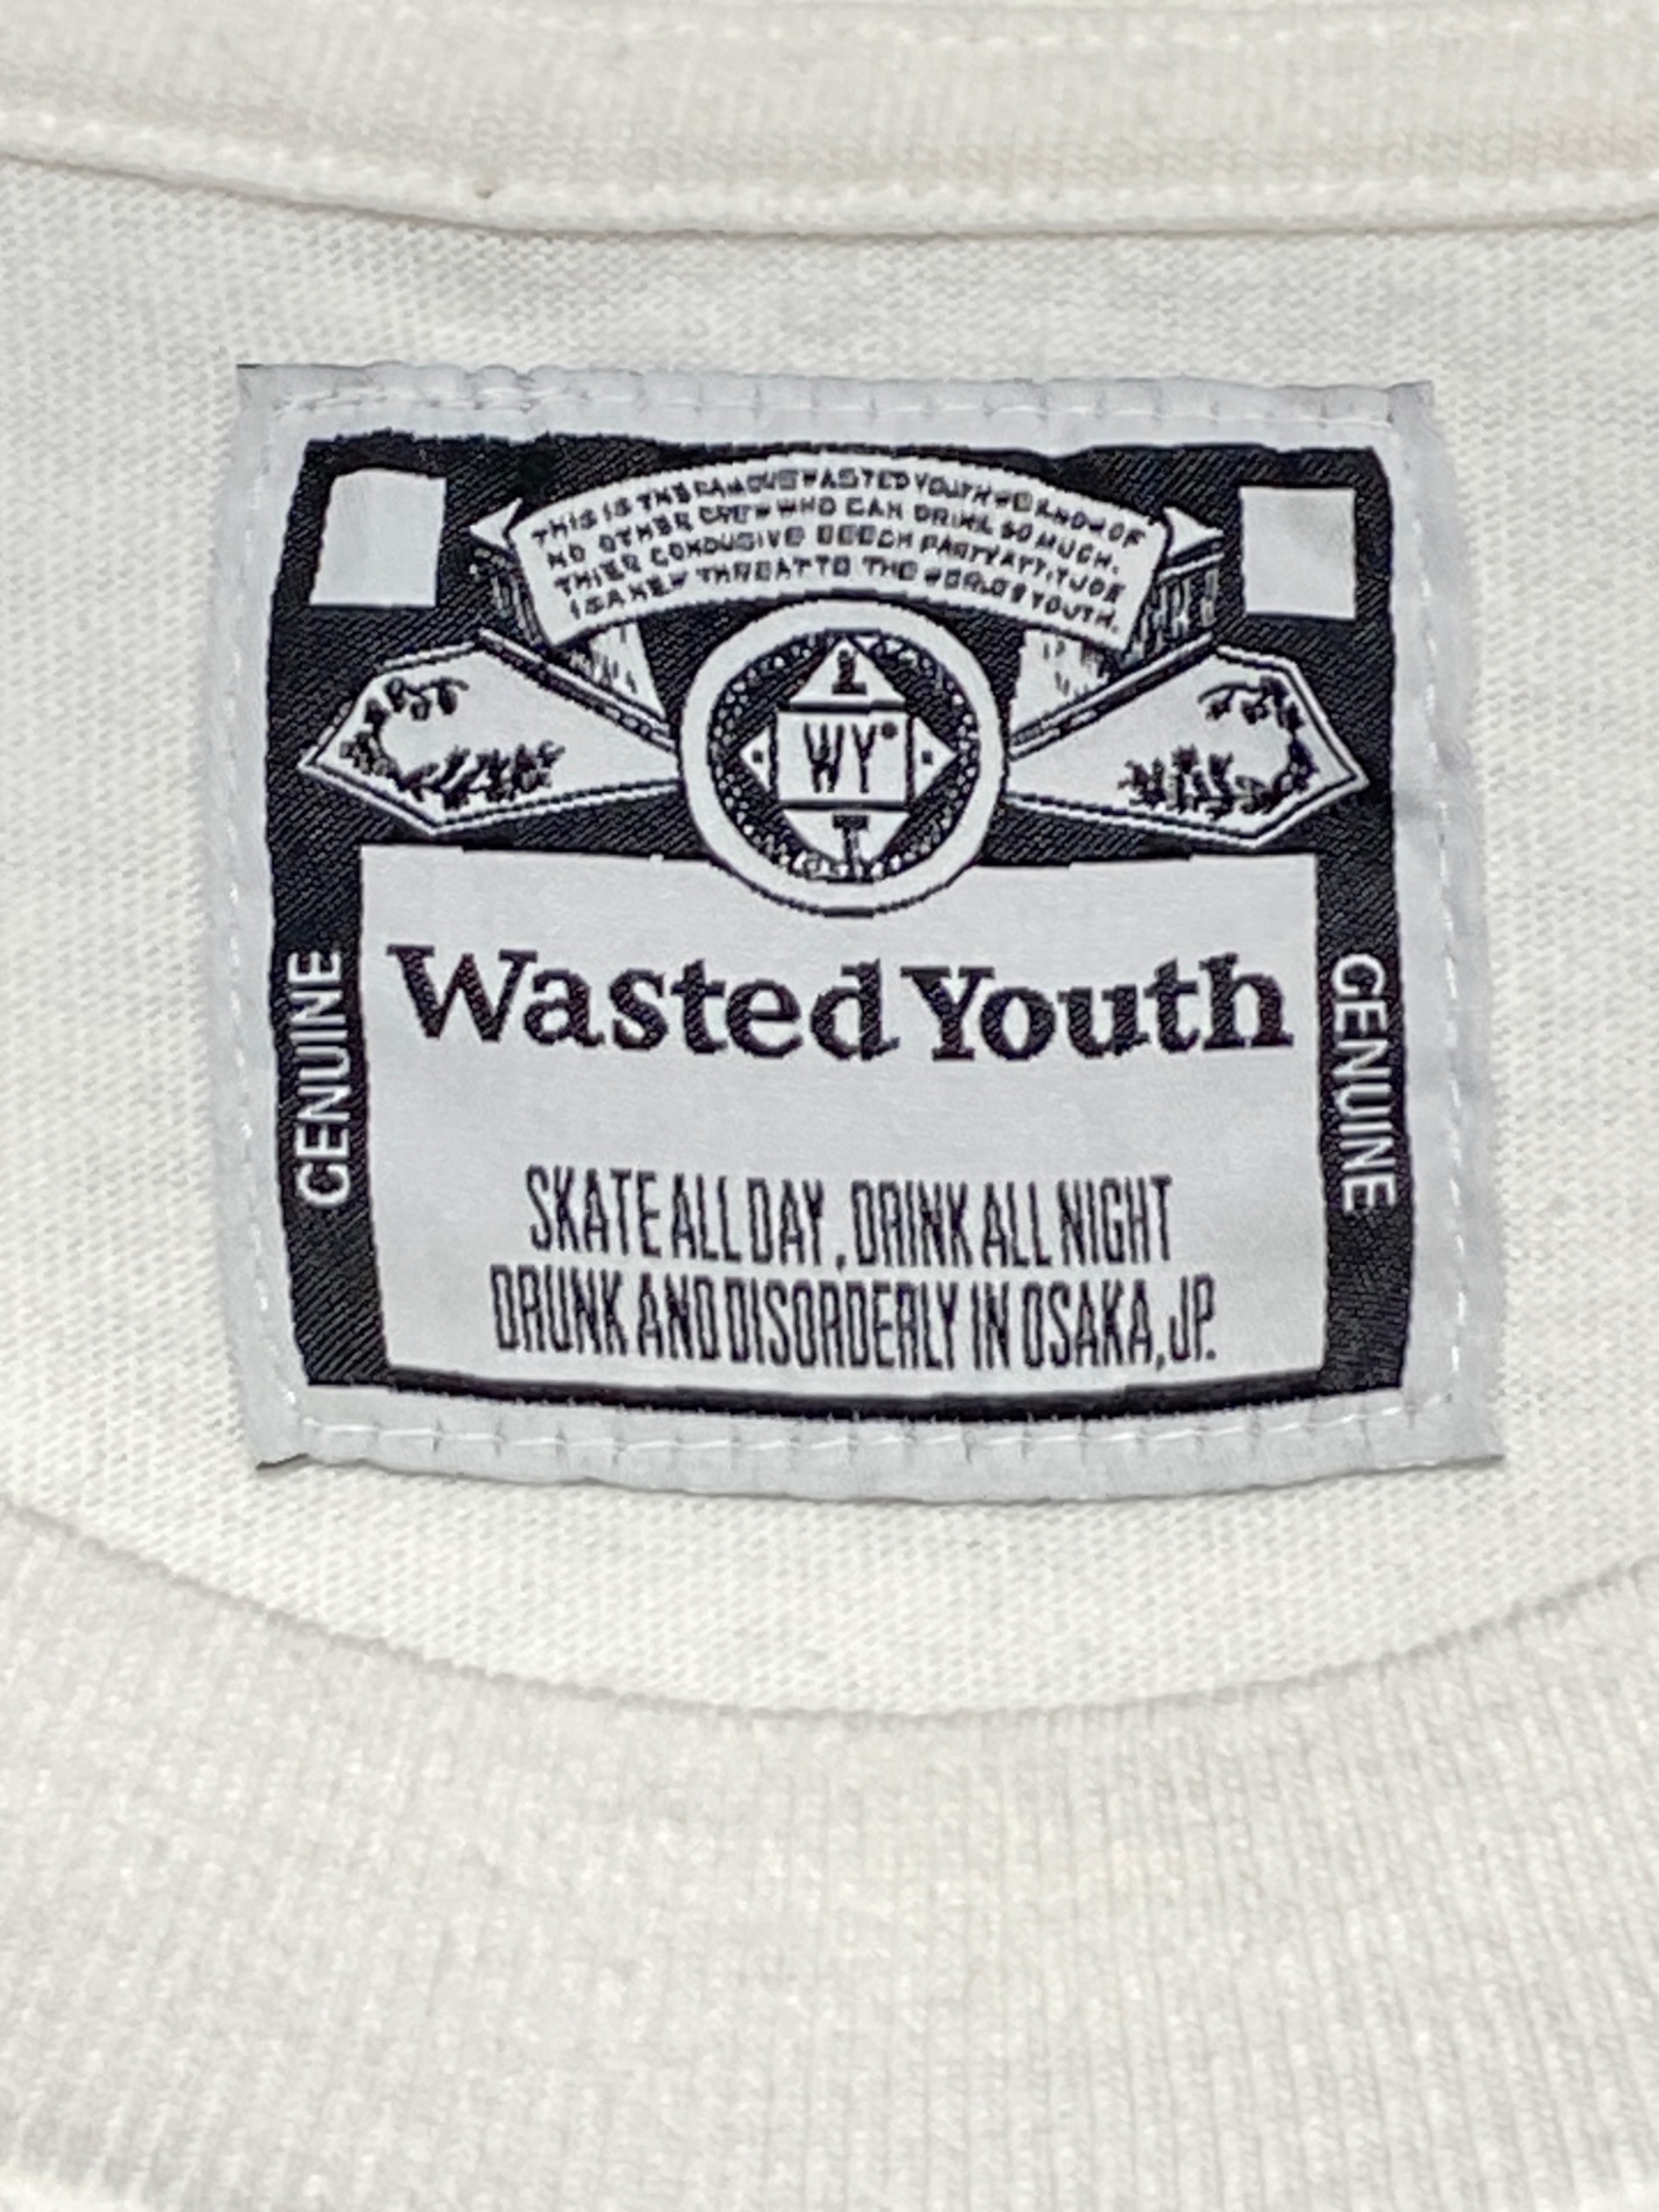 THIS IS THE FAMOUS WASTED YOUTH WE KNOW OF
NO OTHER CREW WHO CAN DRINK SO MUCH.
THIER CONDUSIVE BEECH PARTY ATTITUDE
IS A NEW THREAT TO THE WORLDS YOUTH.
L
WY
T
GENUINE
Wasted Youth
GENUINE
SKATE ALL DAY, DRINK ALL NIGHT
DRUNK AND DISORDERLY IN OSAKA, JP.